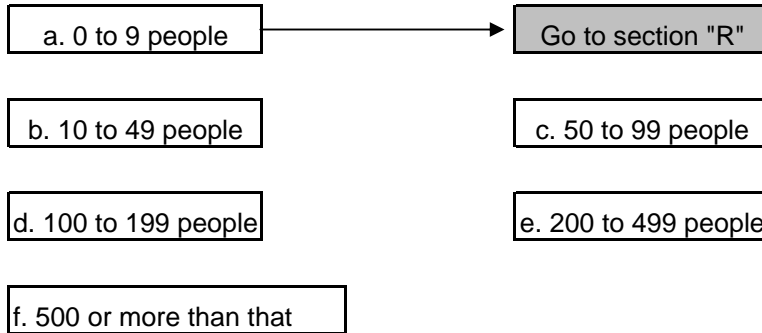 a. 0 to 9 people
Go to section "R"
b. 10 to 49 people
c. 50 to 99 people
d. 100 to 199 people
e. 200 to 499 people
f. 500 or more than that